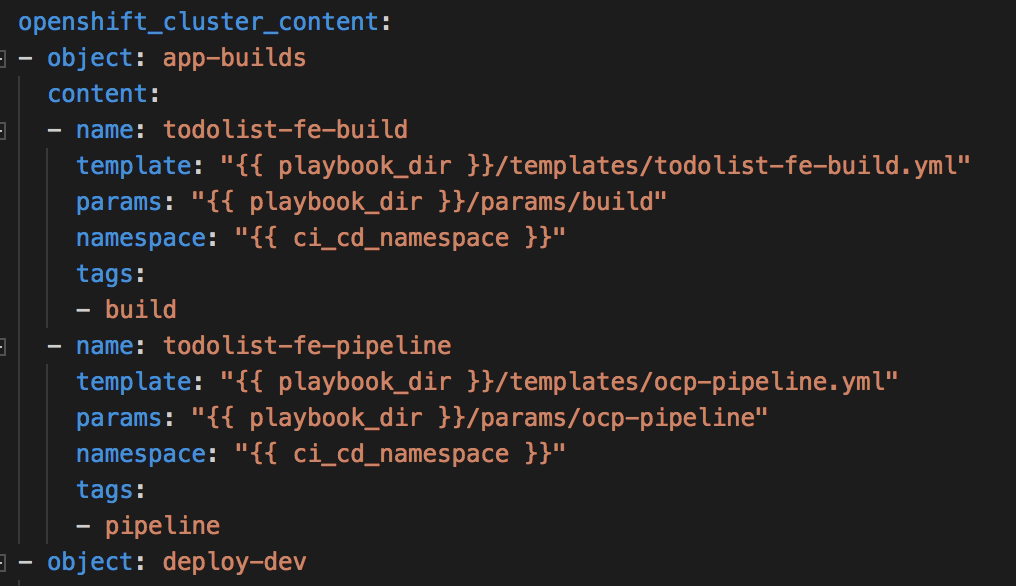 openshift_cluster_content:
- object: app-builds
  content:
  - name: todolist-fe-build
    template: "{{ playbook_dir }}/templates/todolist-fe-build.yml"
    params: "{{ playbook_dir }}/params/build"
    namespace: "{{ ci_cd_namespace }}"
    tags:
    - build
  - name: todolist-fe-pipeline
    template: "{{ playbook_dir }}/templates/ocp-pipeline.yml"
    params: "{{ playbook_dir }}/params/ocp-pipeline"
    namespace: "{{ ci_cd_namespace }}"
    tags:
    - pipeline
- object: deploy-dev